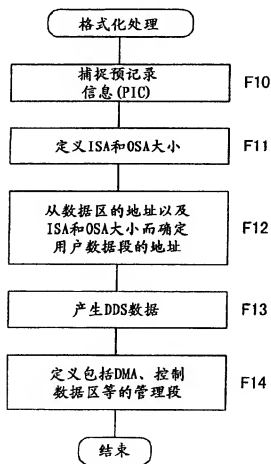 格式化处理
捕捉预记录
信息(PIC)
F10
定义ISA和OSA大小
F11
从数据区的地址以及
ISA和OSA大小而确定
用户数据段的地址
F12
产生DDS数据
F13
定义包括DMA、控制
数据区等的管理段
F14
结束